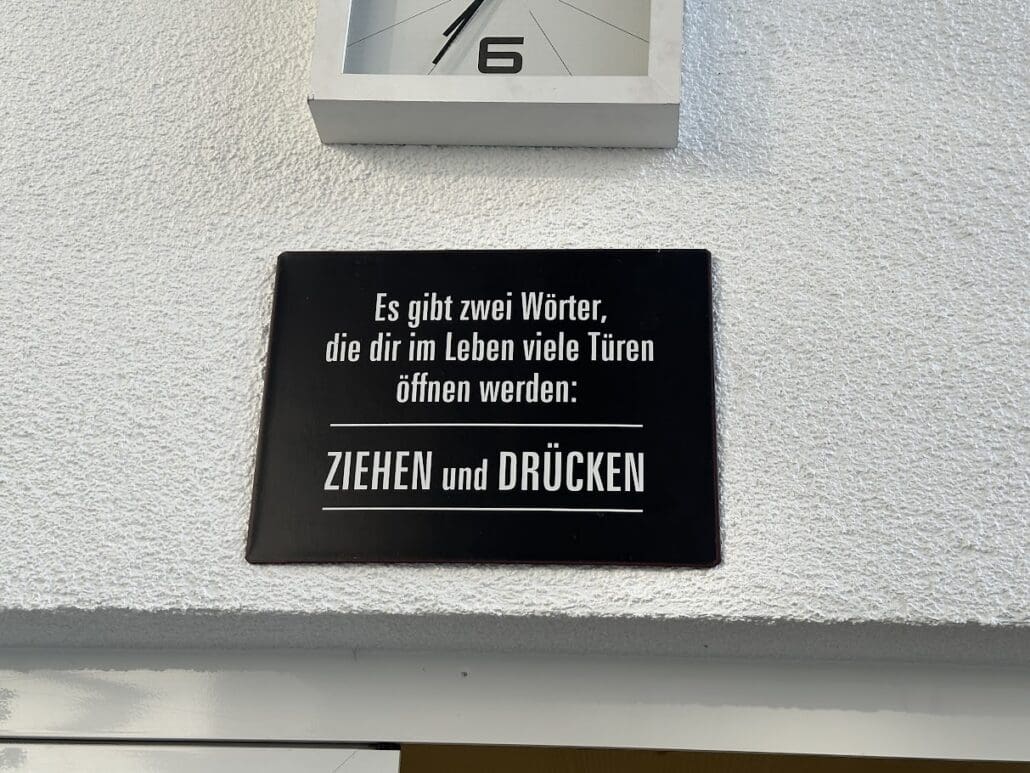 6
Es gibt zwei Wörter,
die dir im Leben viele Türen
öffnen werden:
ZIEHEN und DRÜCKEN